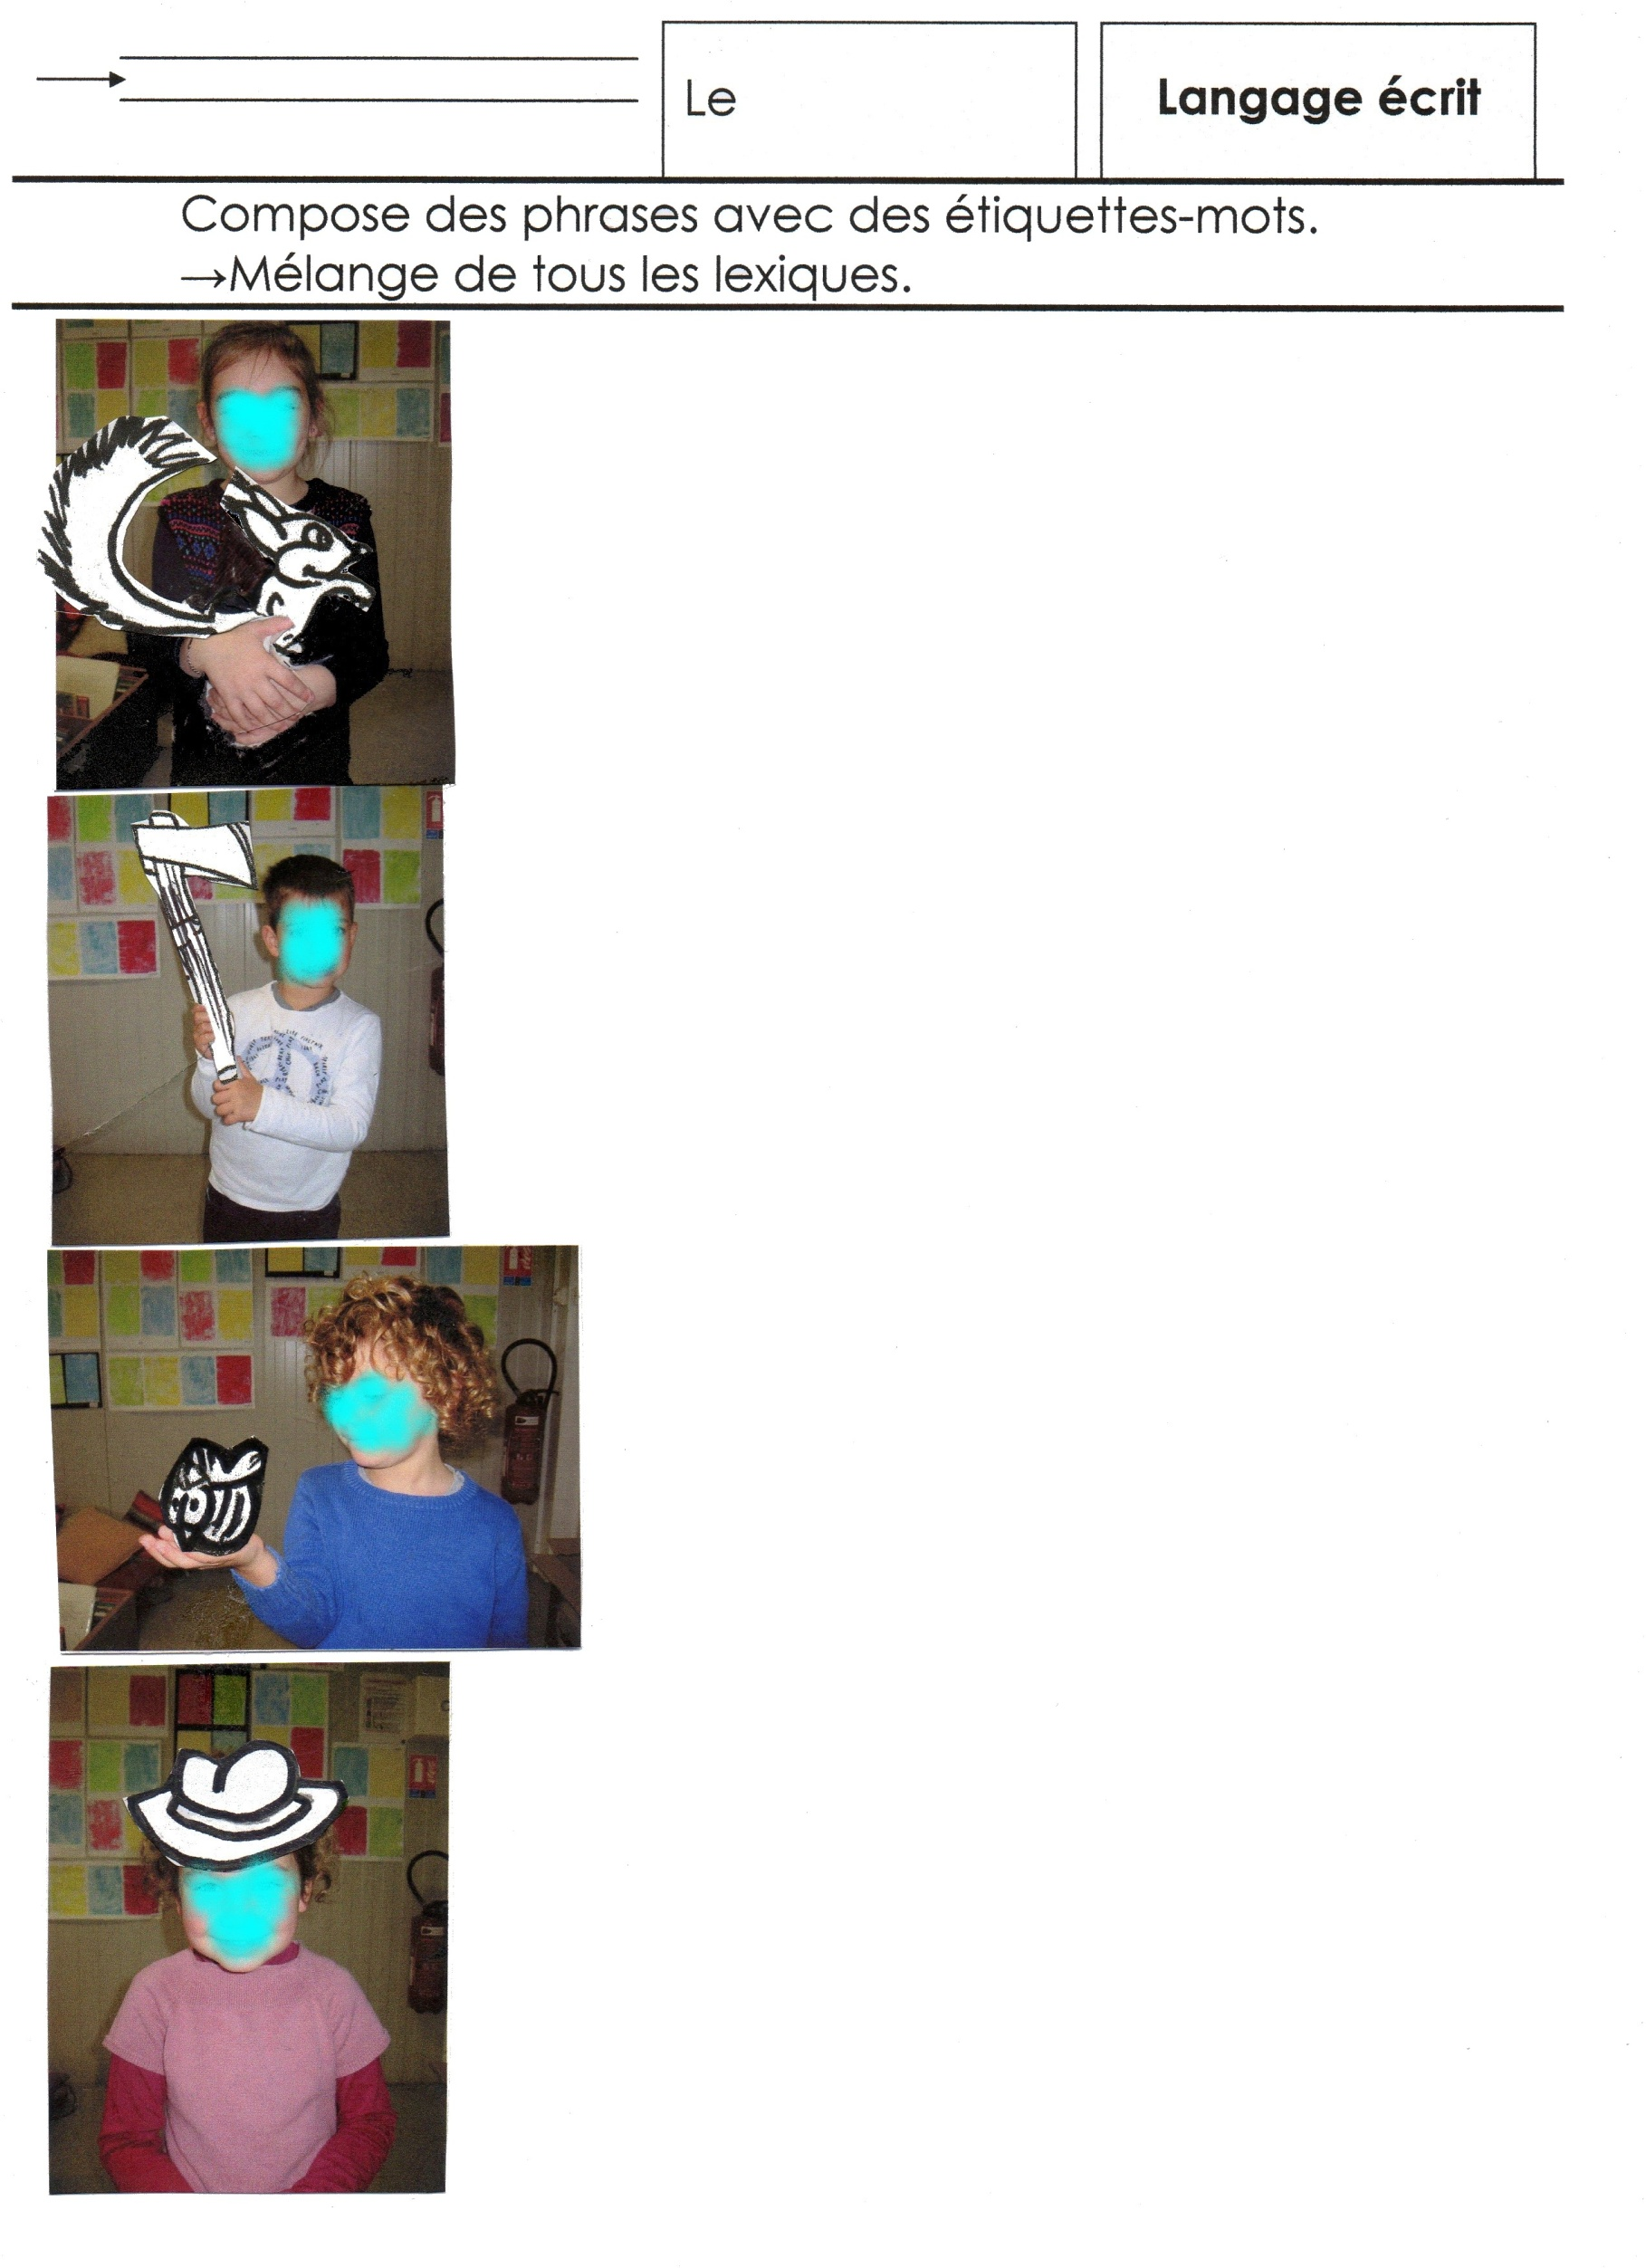 Le
Langage écrit
Compose des phrases avec des étiquettes-mots.
→Mélange de tous les lexiques.